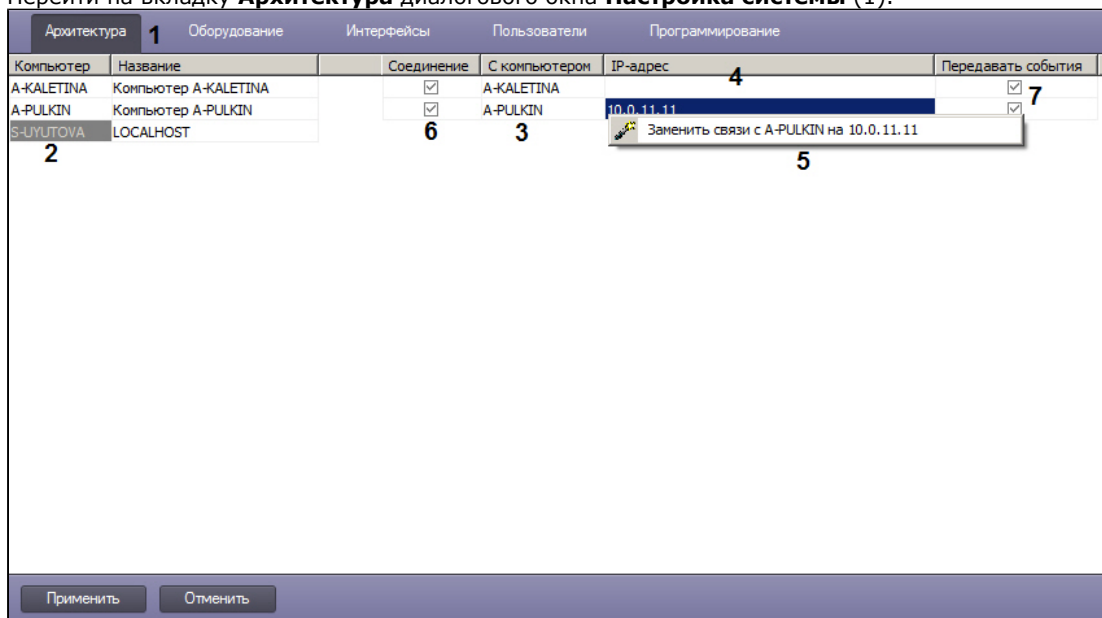 Перейти на вкладку Архитектура диалогового окна Настройка системы (1).
Архитектура 1 Оборудование Интерфейсы Пользователи Программирование
Компьютер Название Соединение С компьютером IP-адрес 4 Передавать события
A-KALETINA Компьютер A-KALETINA A-KALETINA 7
A-PULKIN Компьютер A-PULKIN A-PULKIN 10.0.11.11
S-UYUTOVA LOCALHOST 6 3 Заменить связи с A-PULKIN на 10.0.11.11
2 5
Применить Отменить